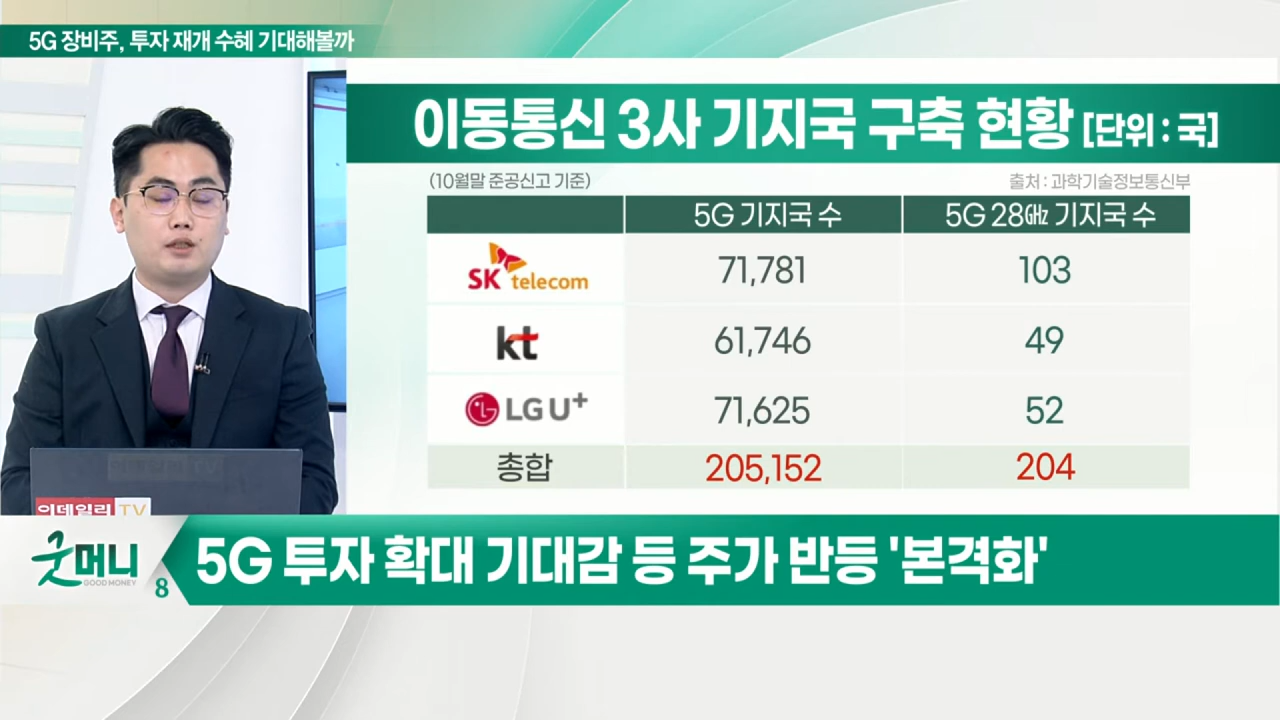 5G 장비주, 투자 재개 수혜 기대해볼까
이동통신 3사 기지국 구축 현황 [단위 : 국]
(10월말 준공신고 기준)
출처 : 과학기술정보통신부
5G 기지국 수 5G 28㎓ 기지국 수
SK telecom 71,781 103
kt 61,746 49
LG U+ 71,625 52
총합 205,152 204
이데일리 TV
굿머니
GOOD MONEY
8
5G 투자 확대 기대감 등 주가 반등 '본격화'